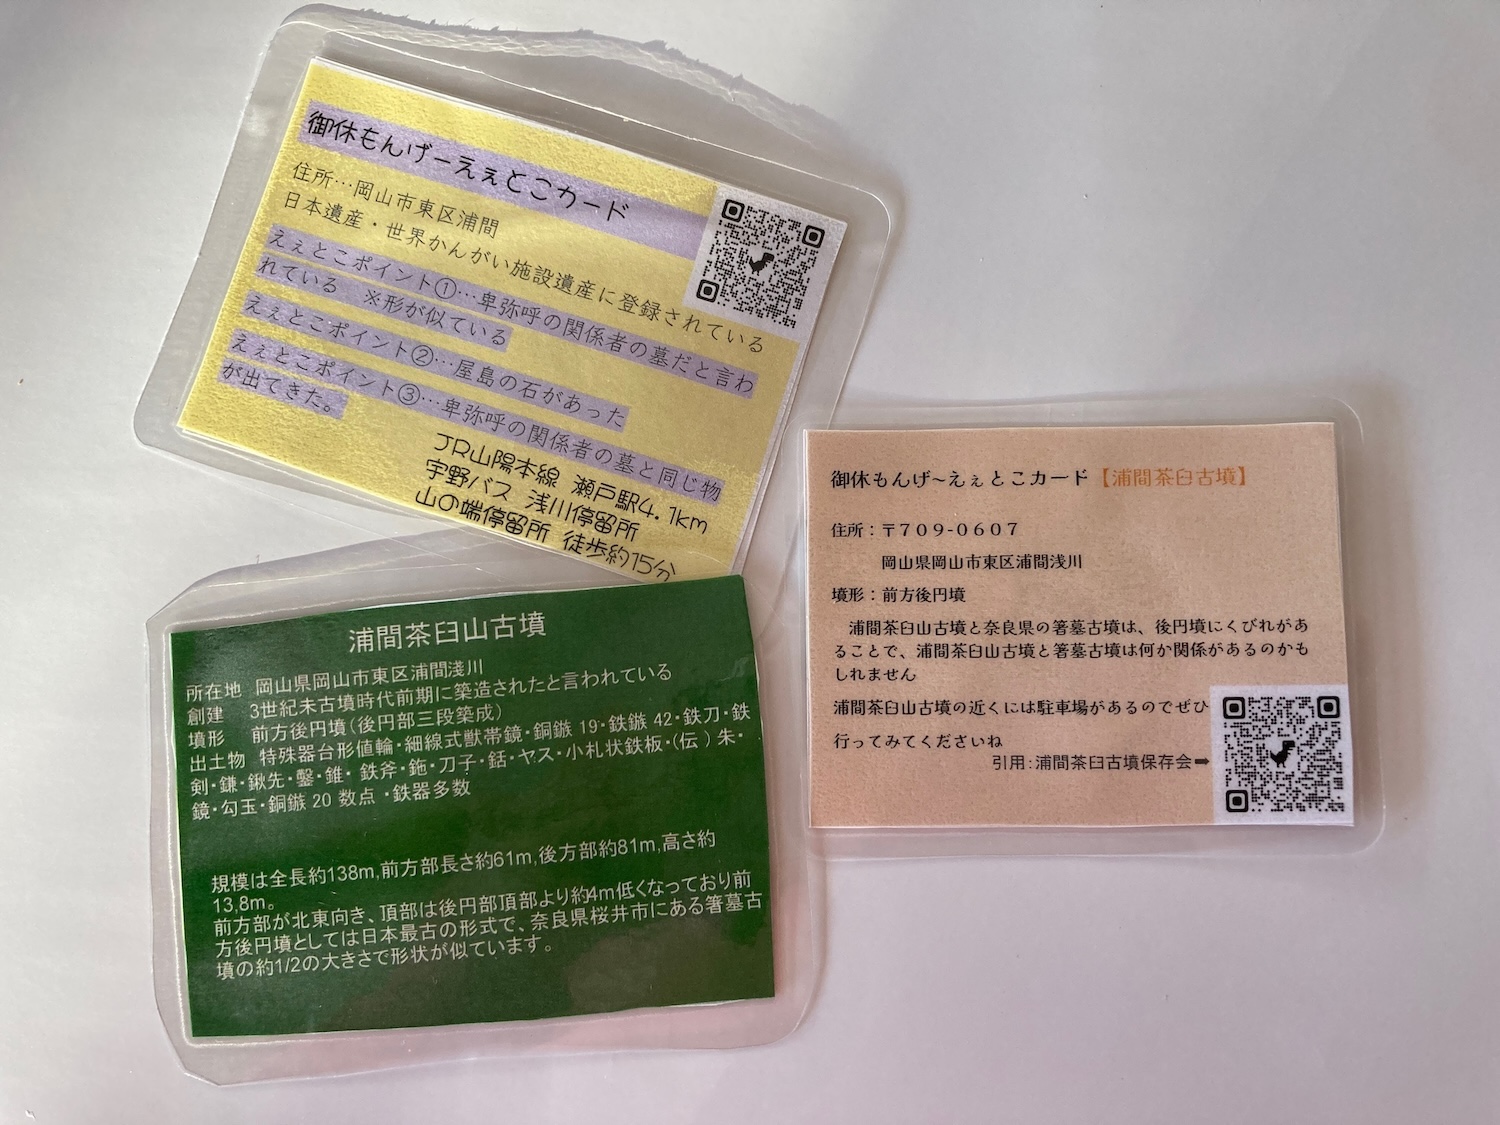 御休もんげーえぇとこカード
住所…岡山市東区浦間
日本遺産・世界かんがい施設遺産に登録されている
えぇとこポイント①…卑弥呼の関係者の墓だと言わ
れている　※形が似ている
えぇとこポイント②…屋島の石があった
えぇとこポイント③…卑弥呼の関係者の墓と同じ物
が出てきた。
JR山陽本線 瀬戸駅4.1km
宇野バス 浅川停留所
山の端停留所 徒歩約15分
御休もんげ~えぇとこカード【浦間茶臼古墳】
住所：〒709-0607
岡山県岡山市東区浦間浅川
墳形：前方後円墳
浦間茶臼山古墳と奈良県の箸墓古墳は、後円墳にくびれがあ
ることで、浦間茶臼山古墳と箸墓古墳は何か関係があるのかも
しれません
浦間茶臼山古墳の近くには駐車場があるのでぜひ
行ってみてくださいね
引用:浦間茶臼古墳保存会➡
浦間茶臼山古墳
所在地 岡山県岡山市東区浦間淺川
創建 3世紀未古墳時代前期に築造されたと言われている
墳形 前方後円墳(後円部三段築成)
出土物 特殊器台形値輪・細線式獣帯鏡・銅鏃 19・鉄鏃 42・鉄刀・鉄
剣・鎌・鍬先・鑿・錐・ 鉄斧・鉇・刀子・銛・ヤス・小札状鉄板・(伝 ) 朱・
鏡・勾玉・銅鏃 20 数点 ・鉄器多数
規模は全長約138m,前方部長さ約61m,後方部約81m,高さ約
13,8m。
前方部が北東向き、頂部は後円部頂部より約4m低くなっており前
方後円墳としては日本最古の形式で、奈良県桜井市にある箸墓古
墳の約1/2の大きさで形状が似ています。